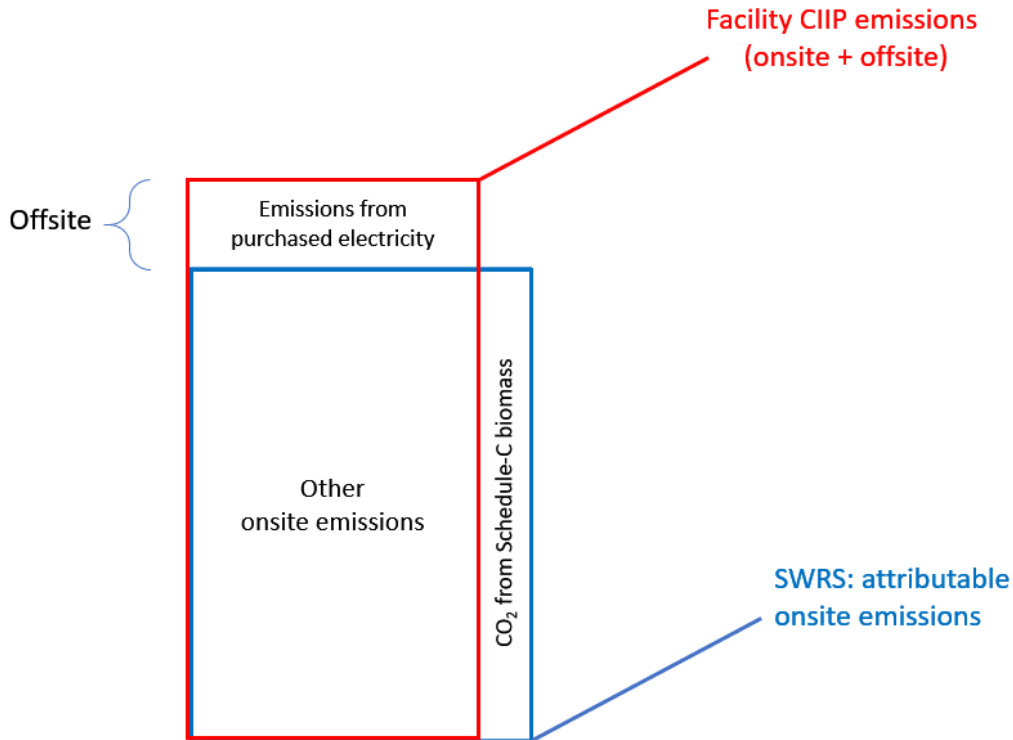 Facility CIIP emissions
(onsite + offsite)
Offsite
Emissions from
purchased electricity
Other
onsite emissions
CO₂ from Schedule-C biomass
SWRS: attributable
onsite emissions